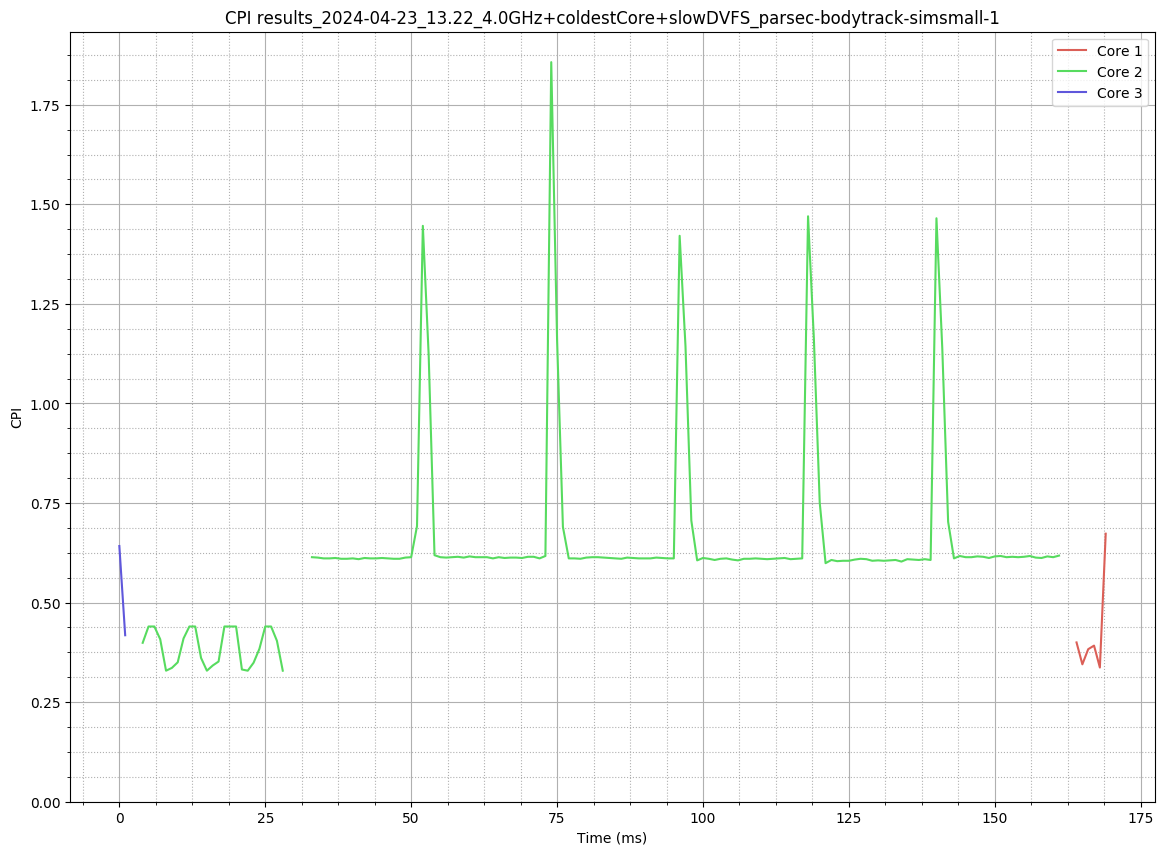 CPI results_2024-04-23_13.22_4.0GHz+coldestCore+slowDVFS_parsec-bodytrack-simsmall-1
Core 1
Core 2
Core 3
CPI
1.75
1.50
1.25
1.00
0.75
0.50
0.25
0.00
0 25 50 75 100 125 150 175
Time (ms)